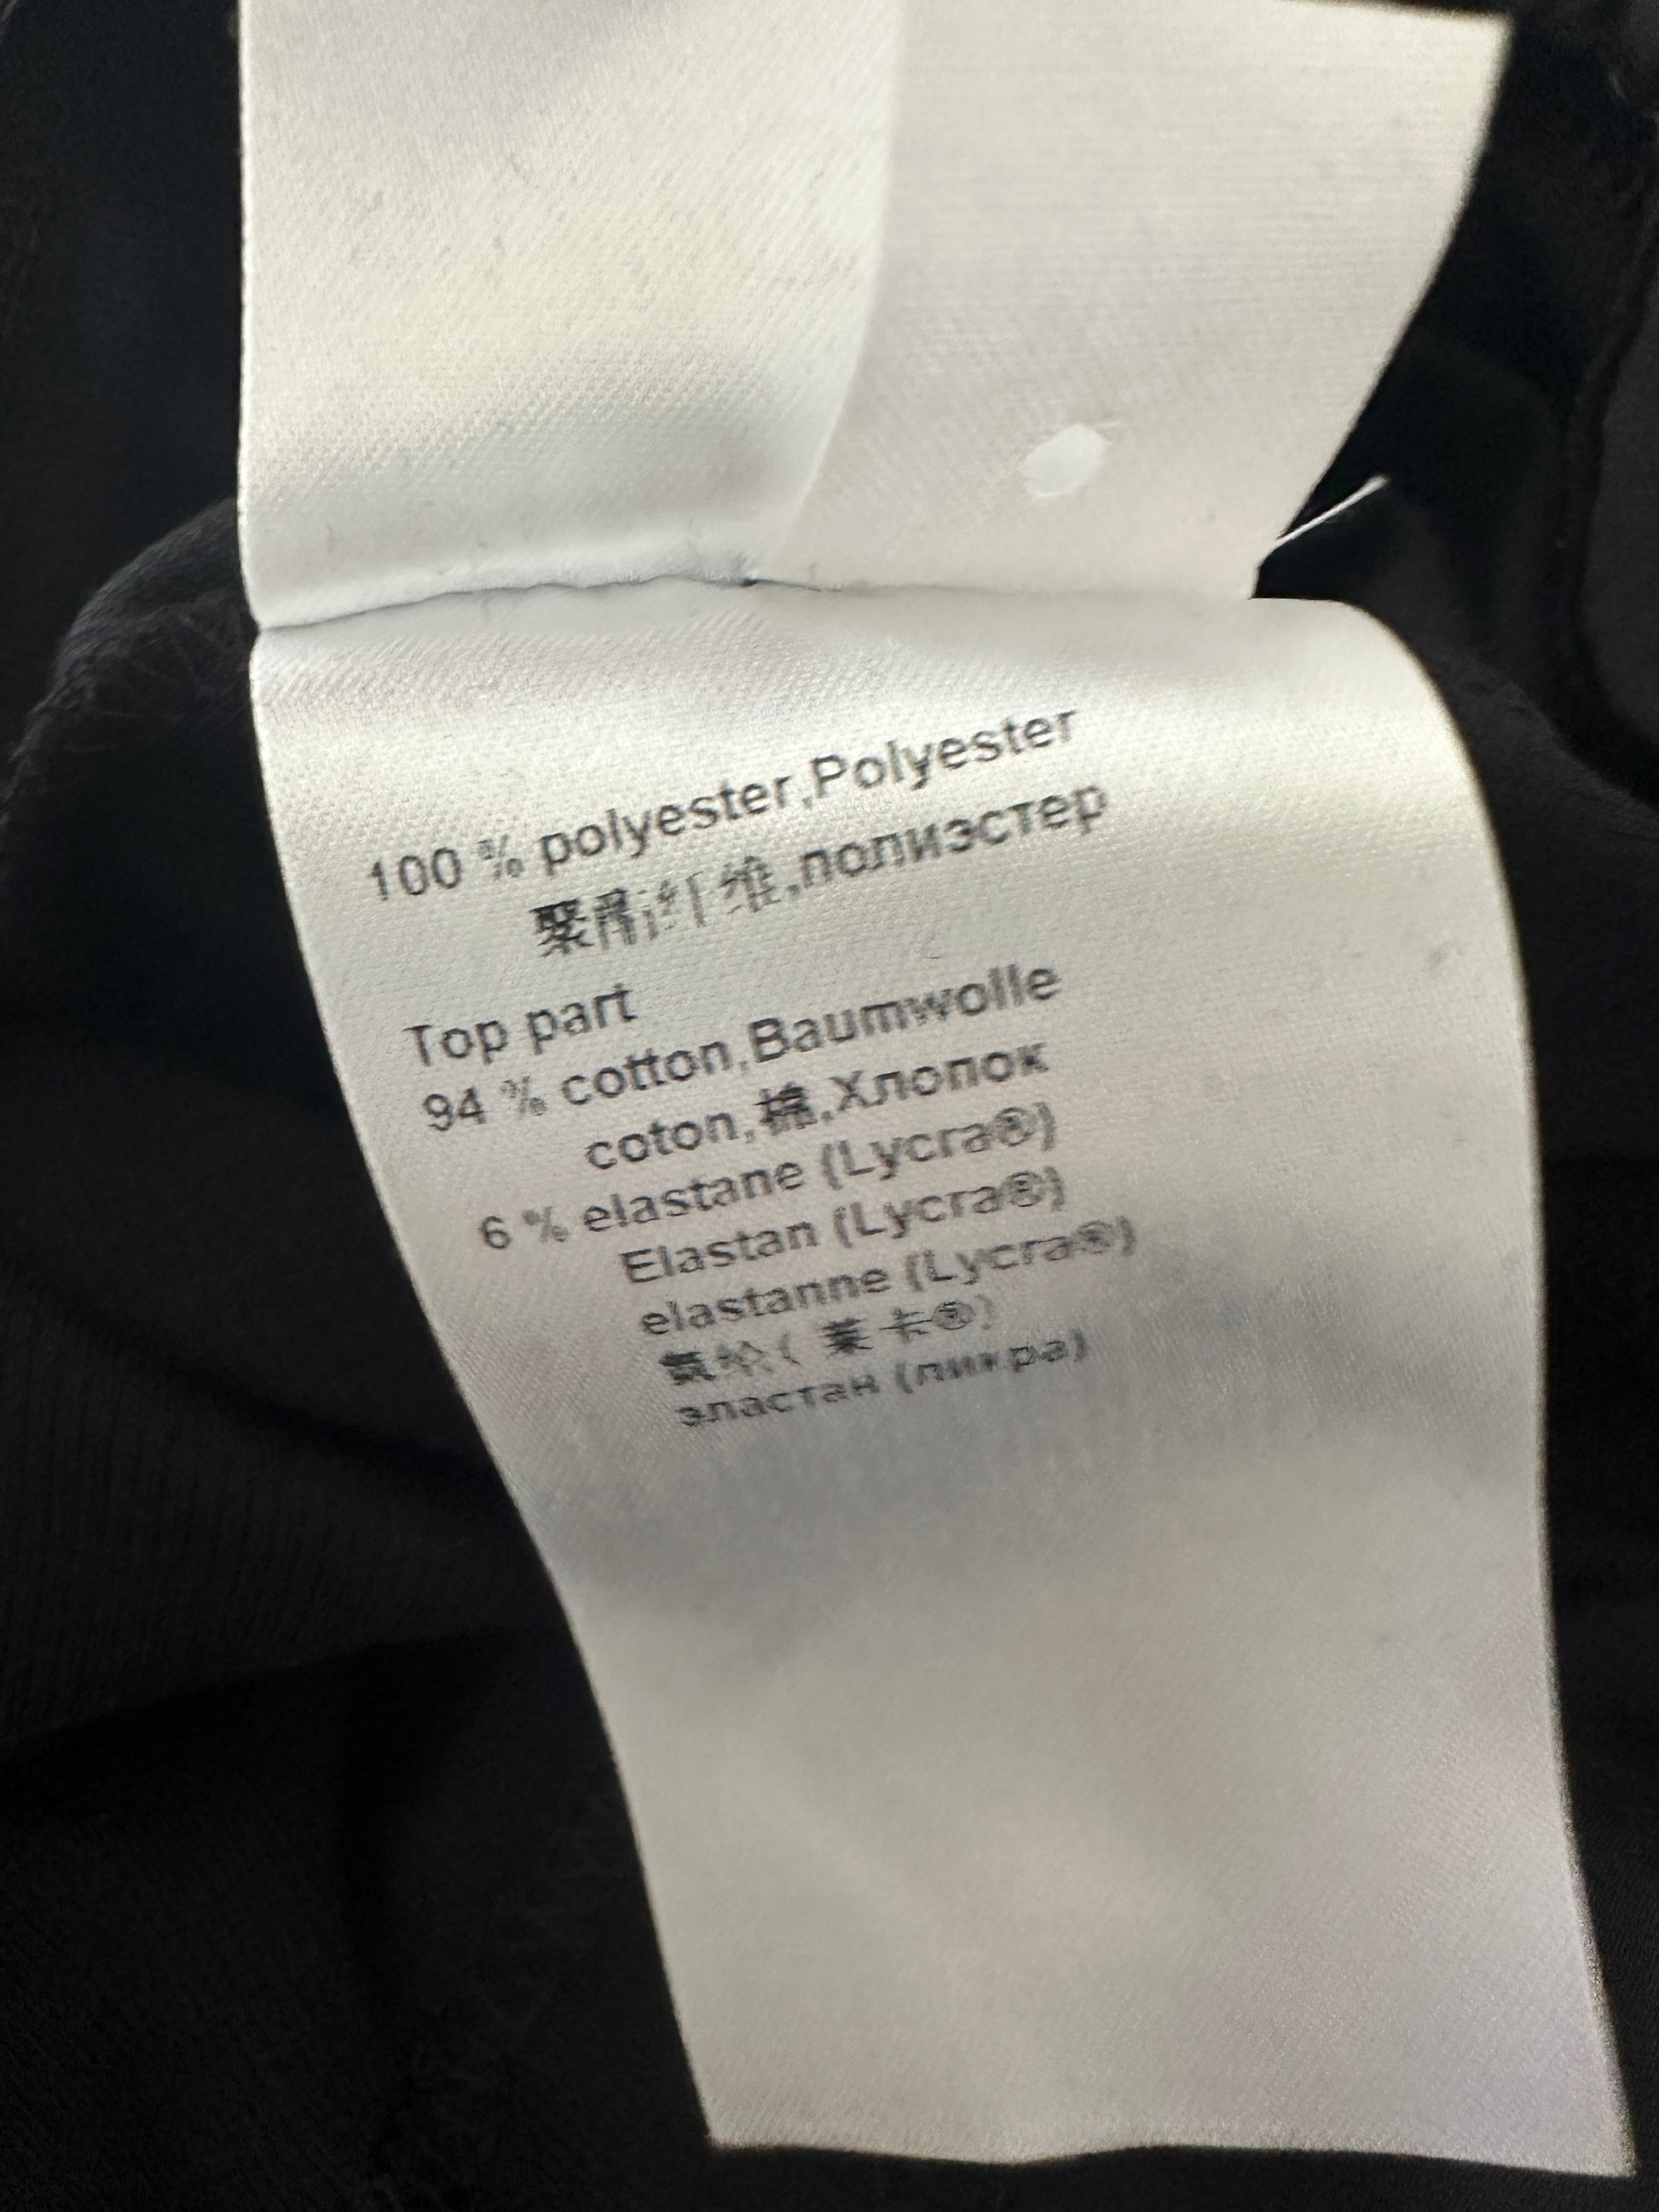 100 % polyester,Polyester
聚酯纤维,полиэстер
Top part
94 % cotton,Baumwolle
coton,棉,Хлопок
6 % elastane (Lycra®)
Elastan (Lycra®)
elastanne (Lycra®)
氨纶( 莱卡®)
эластан (ликра)